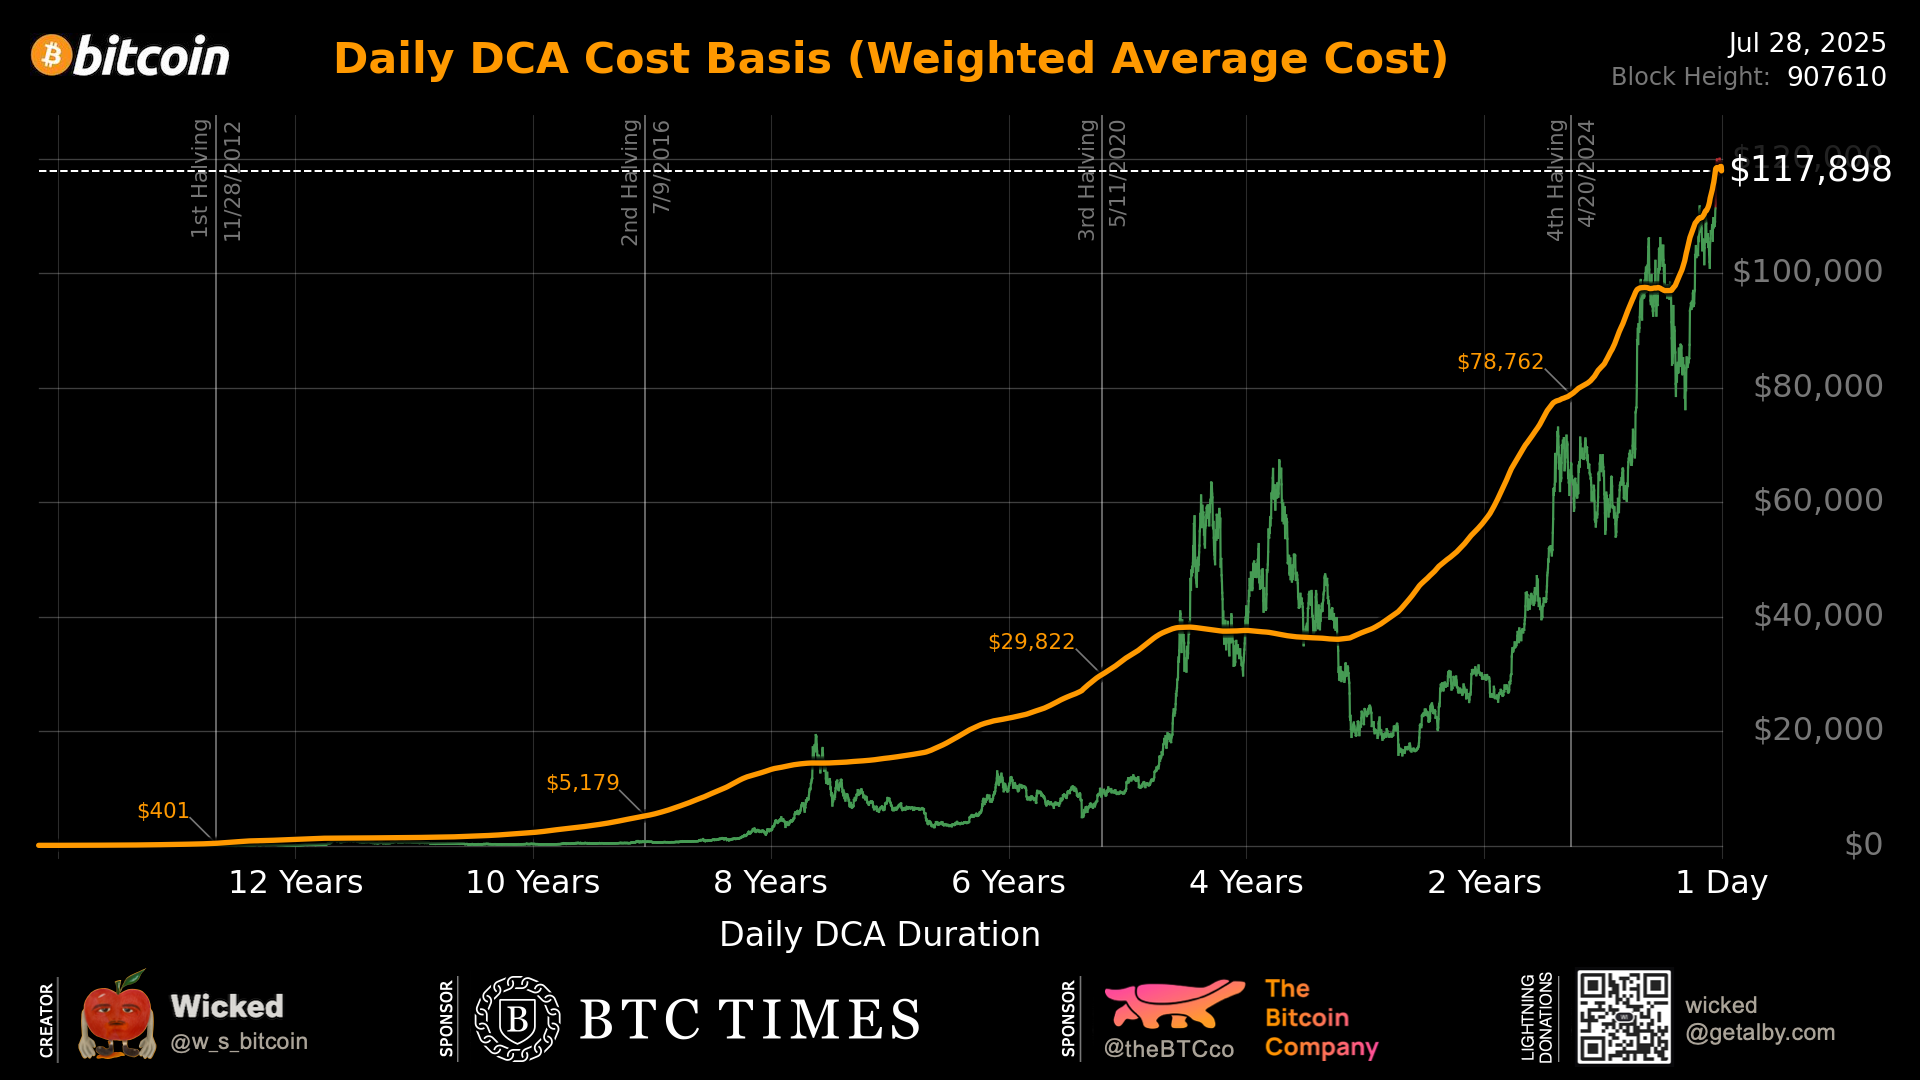 bitcoin
Daily DCA Cost Basis (Weighted Average Cost)
Jul 28, 2025
Block Height: 907610
1st Halving
11/28/2012
2nd Halving
7/9/2016
3rd Halving
5/11/2020
4th Halving
4/20/2024
$120,000
$117,898
$100,000
$80,000
$60,000
$40,000
$20,000
$0
$78,762
$29,822
$5,179
$401
12 Years
10 Years
8 Years
6 Years
4 Years
2 Years
1 Day
Daily DCA Duration
CREATOR
Wicked
@w_s_bitcoin
SPONSOR
B
BTC TIMES
SPONSOR
@theBTCco
The
Bitcoin
Company
LIGHTNING
DONATIONS
wicked
@getalby.com